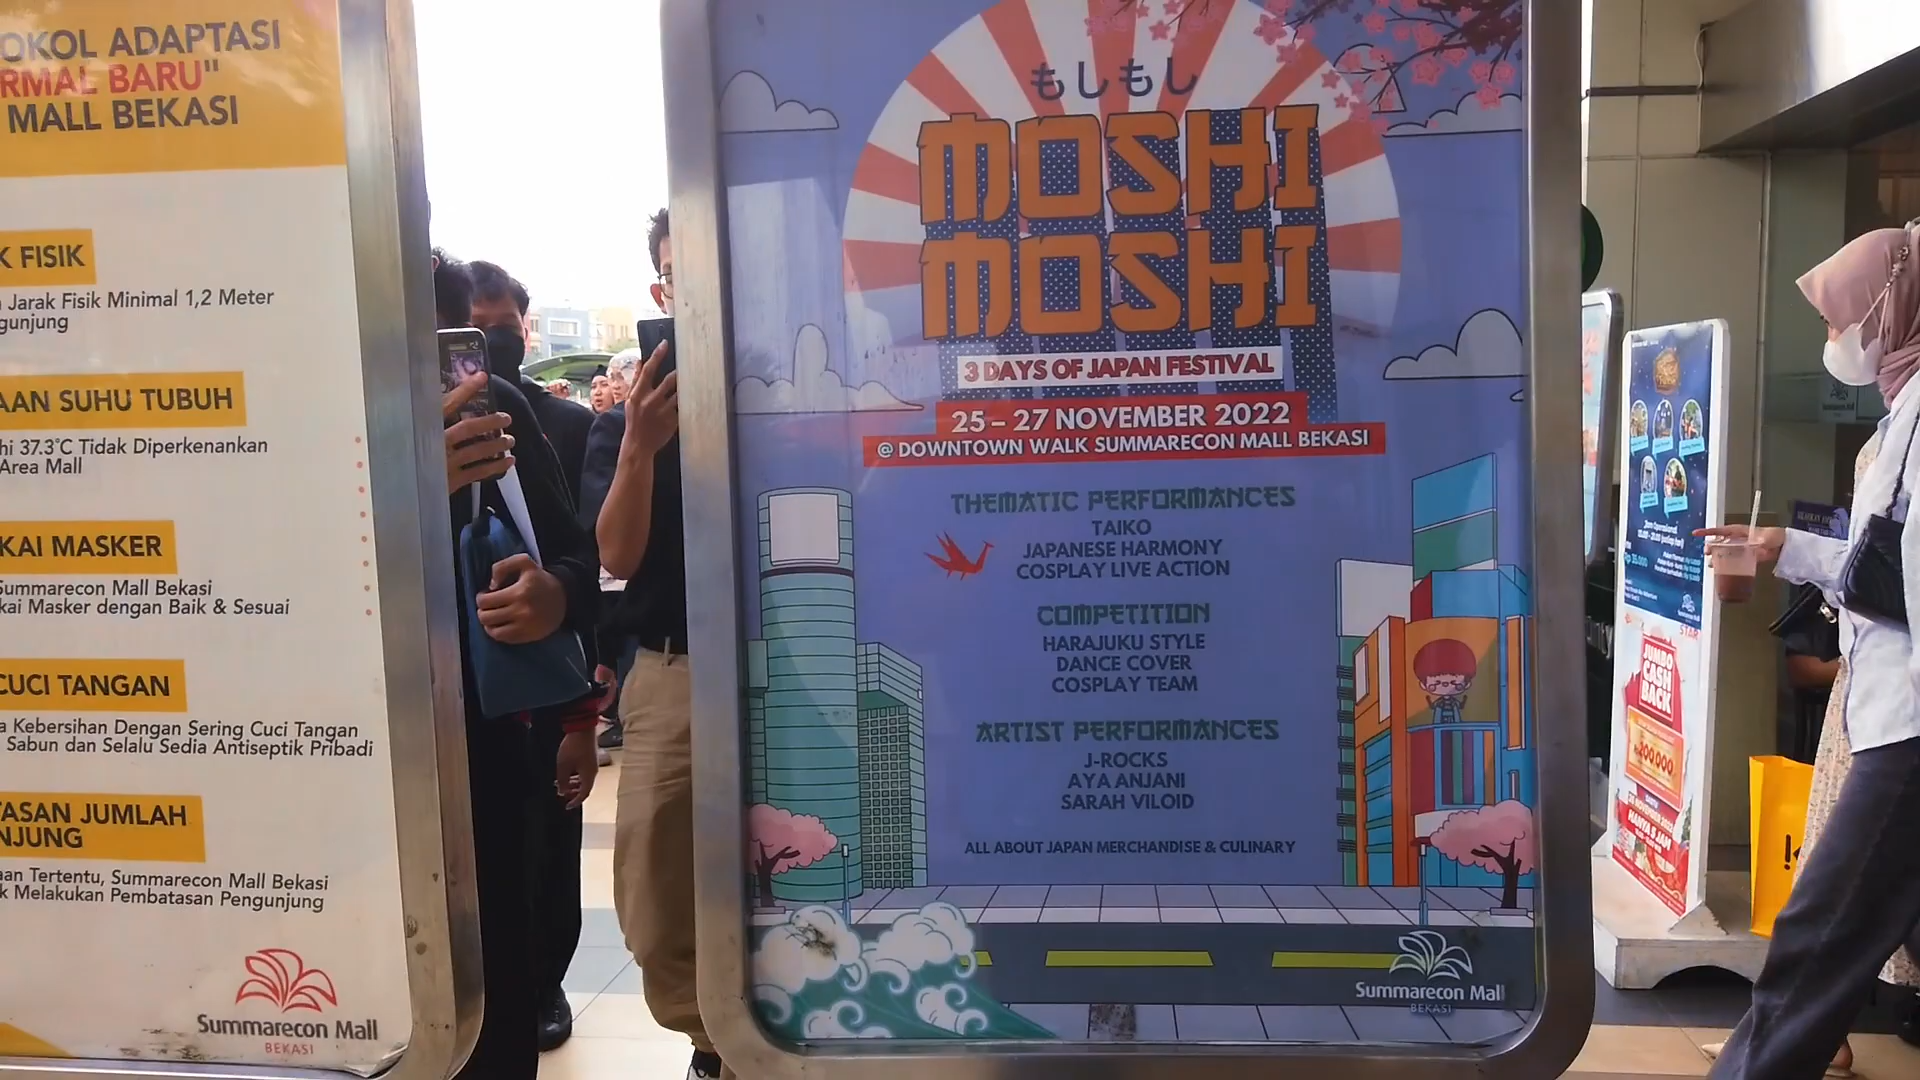 OKOL ADAPTASI
RMAL BARU"
MALL BEKASI
K FISIK
Jarak Fisik Minimal 1,2 Meter
gunjung
AAN SUHU TUBUH
hi 37.3°C Tidak Diperkenankan
Area Mall
KAI MASKER
Summarecon Mall Bekasi
kai Masker dengan Baik & Sesuai
CUCI TANGAN
a Kebersihan Dengan Sering Cuci Tangan
Sabun dan Selalu Sedia Antiseptik Pribadi
TASAN JUMLAH
NJUNG
aan Tertentu, Summarecon Mall Bekasi
k Melakukan Pembatasan Pengunjung
Summarecon Mall
BEKASI
もしもし
MOSHI
MOSHI
3 DAYS OF JAPAN FESTIVAL
25 – 27 NOVEMBER 2022
@ DOWNTOWN WALK SUMMARECON MALL BEKASI
THEMATIC PERFORMANCES
TAIKO
JAPANESE HARMONY
COSPLAY LIVE ACTION
COMPETITION
HARAJUKU STYLE
DANCE COVER
COSPLAY TEAM
ARTIST PERFORMANCES
J-ROCKS
AYA ANJANI
SARAH VILOID
ALL ABOUT JAPAN MERCHANDISE & CULINARY
Summarecon Mall
BEKASI
JUMBO
CASH
BACK
200.000
HANYA 5 JAM